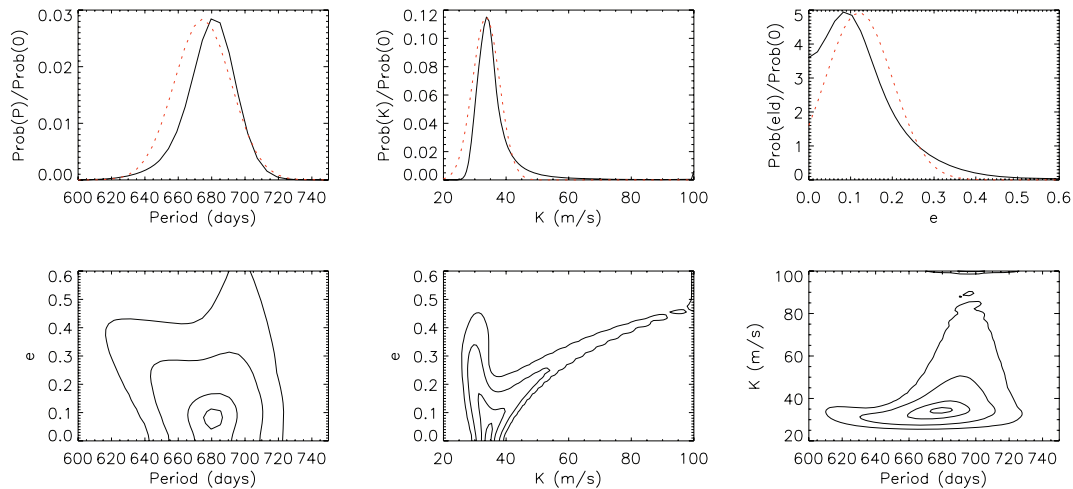 Prob(P)/Prob(0)
0.03
0.02
0.01
0.00
600 620 640 660 680 700 720 740
Period (days)
Prob(K)/Prob(0)
0.12
0.10
0.08
0.06
0.04
0.02
0.00
20 40 60 80 100
K (m/s)
Prob(eld)/Prob(0)
5
4
3
2
1
0
0.0 0.1 0.2 0.3 0.4 0.5 0.6
e
e
0.6
0.5
0.4
0.3
0.2
0.1
0.0
600 620 640 660 680 700 720 740
Period (days)
e
0.6
0.5
0.4
0.3
0.2
0.1
0.0
20 40 60 80 100
K (m/s)
K (m/s)
100
80
60
40
20
600 620 640 660 680 700 720 740
Period (days)